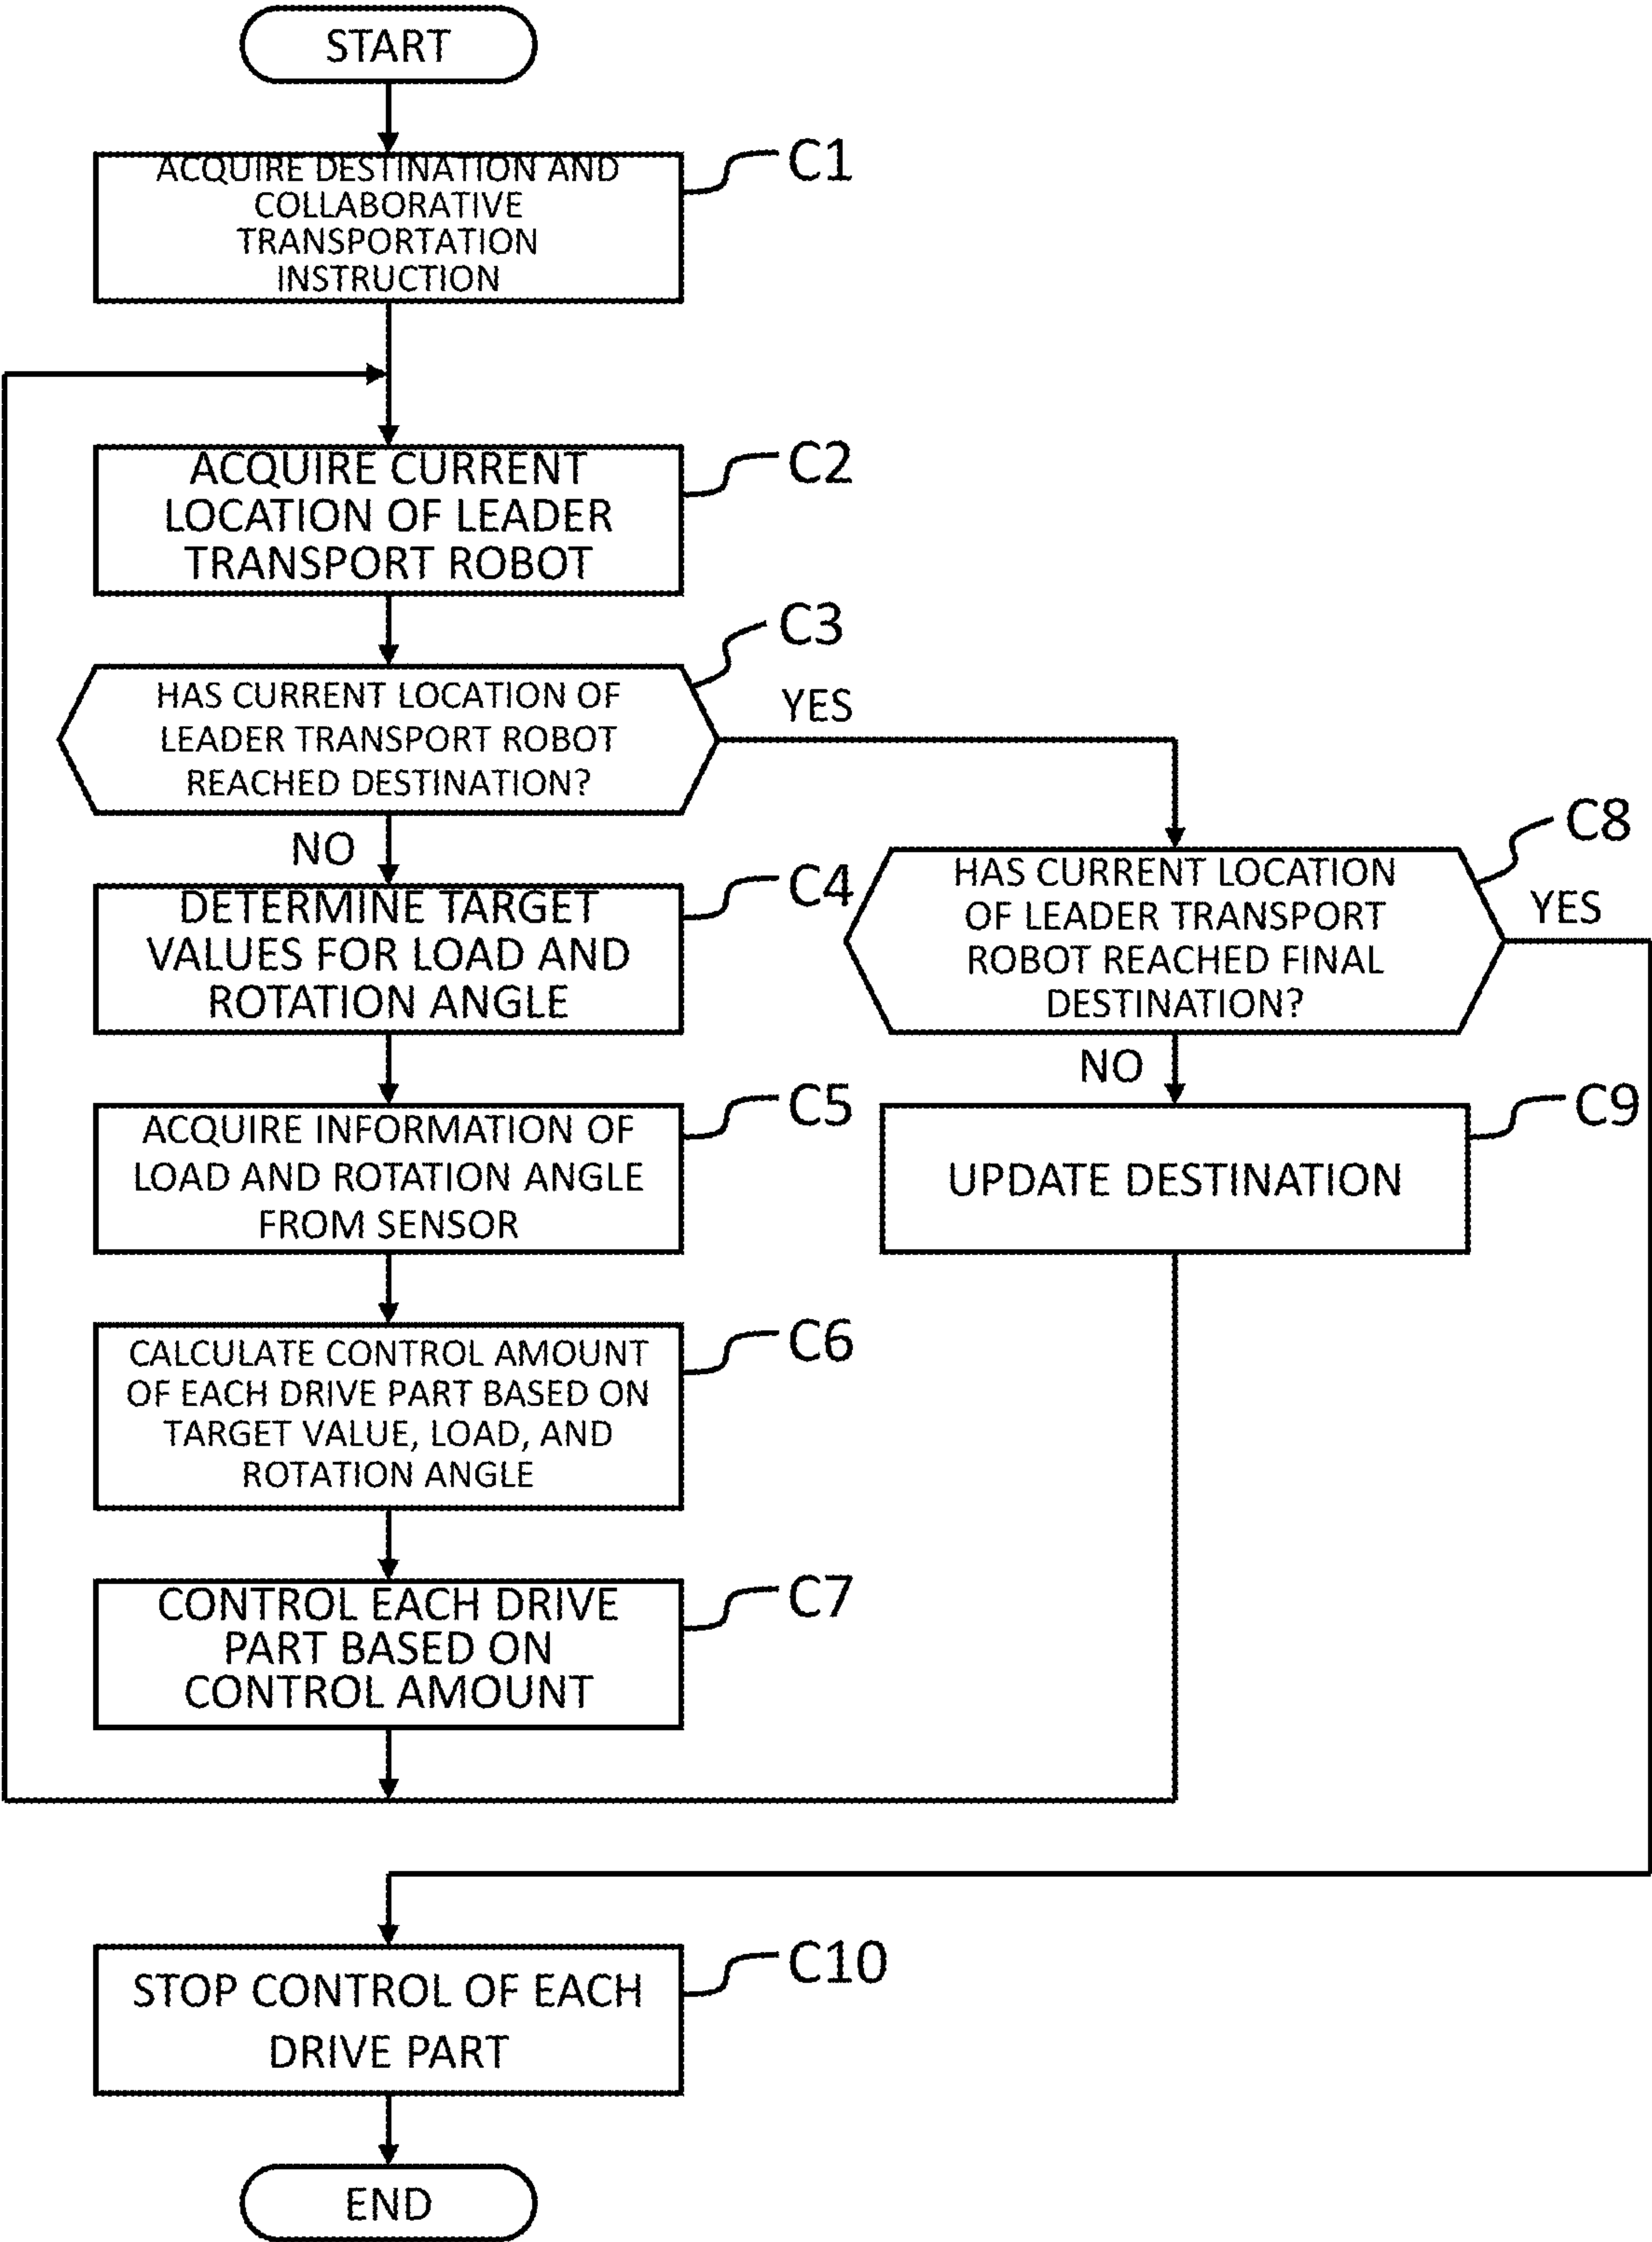 START
ACQUIRE DESTINATION AND
COLLABORATIVE
TRANSPORTATION
INSTRUCTION
C1
ACQUIRE CURRENT
LOCATION OF LEADER
TRANSPORT ROBOT
C2
HAS CURRENT LOCATION OF
LEADER TRANSPORT ROBOT
REACHED DESTINATION?
C3
YES
NO
DETERMINE TARGET
VALUES FOR LOAD AND
ROTATION ANGLE
C4
HAS CURRENT LOCATION
OF LEADER TRANSPORT
ROBOT REACHED FINAL
DESTINATION?
C8
YES
NO
ACQUIRE INFORMATION OF
LOAD AND ROTATION ANGLE
FROM SENSOR
C5
UPDATE DESTINATION
C9
CALCULATE CONTROL AMOUNT
OF EACH DRIVE PART BASED ON
TARGET VALUE, LOAD, AND
ROTATION ANGLE
C6
CONTROL EACH DRIVE
PART BASED ON
CONTROL AMOUNT
C7
STOP CONTROL OF EACH
DRIVE PART
C10
END